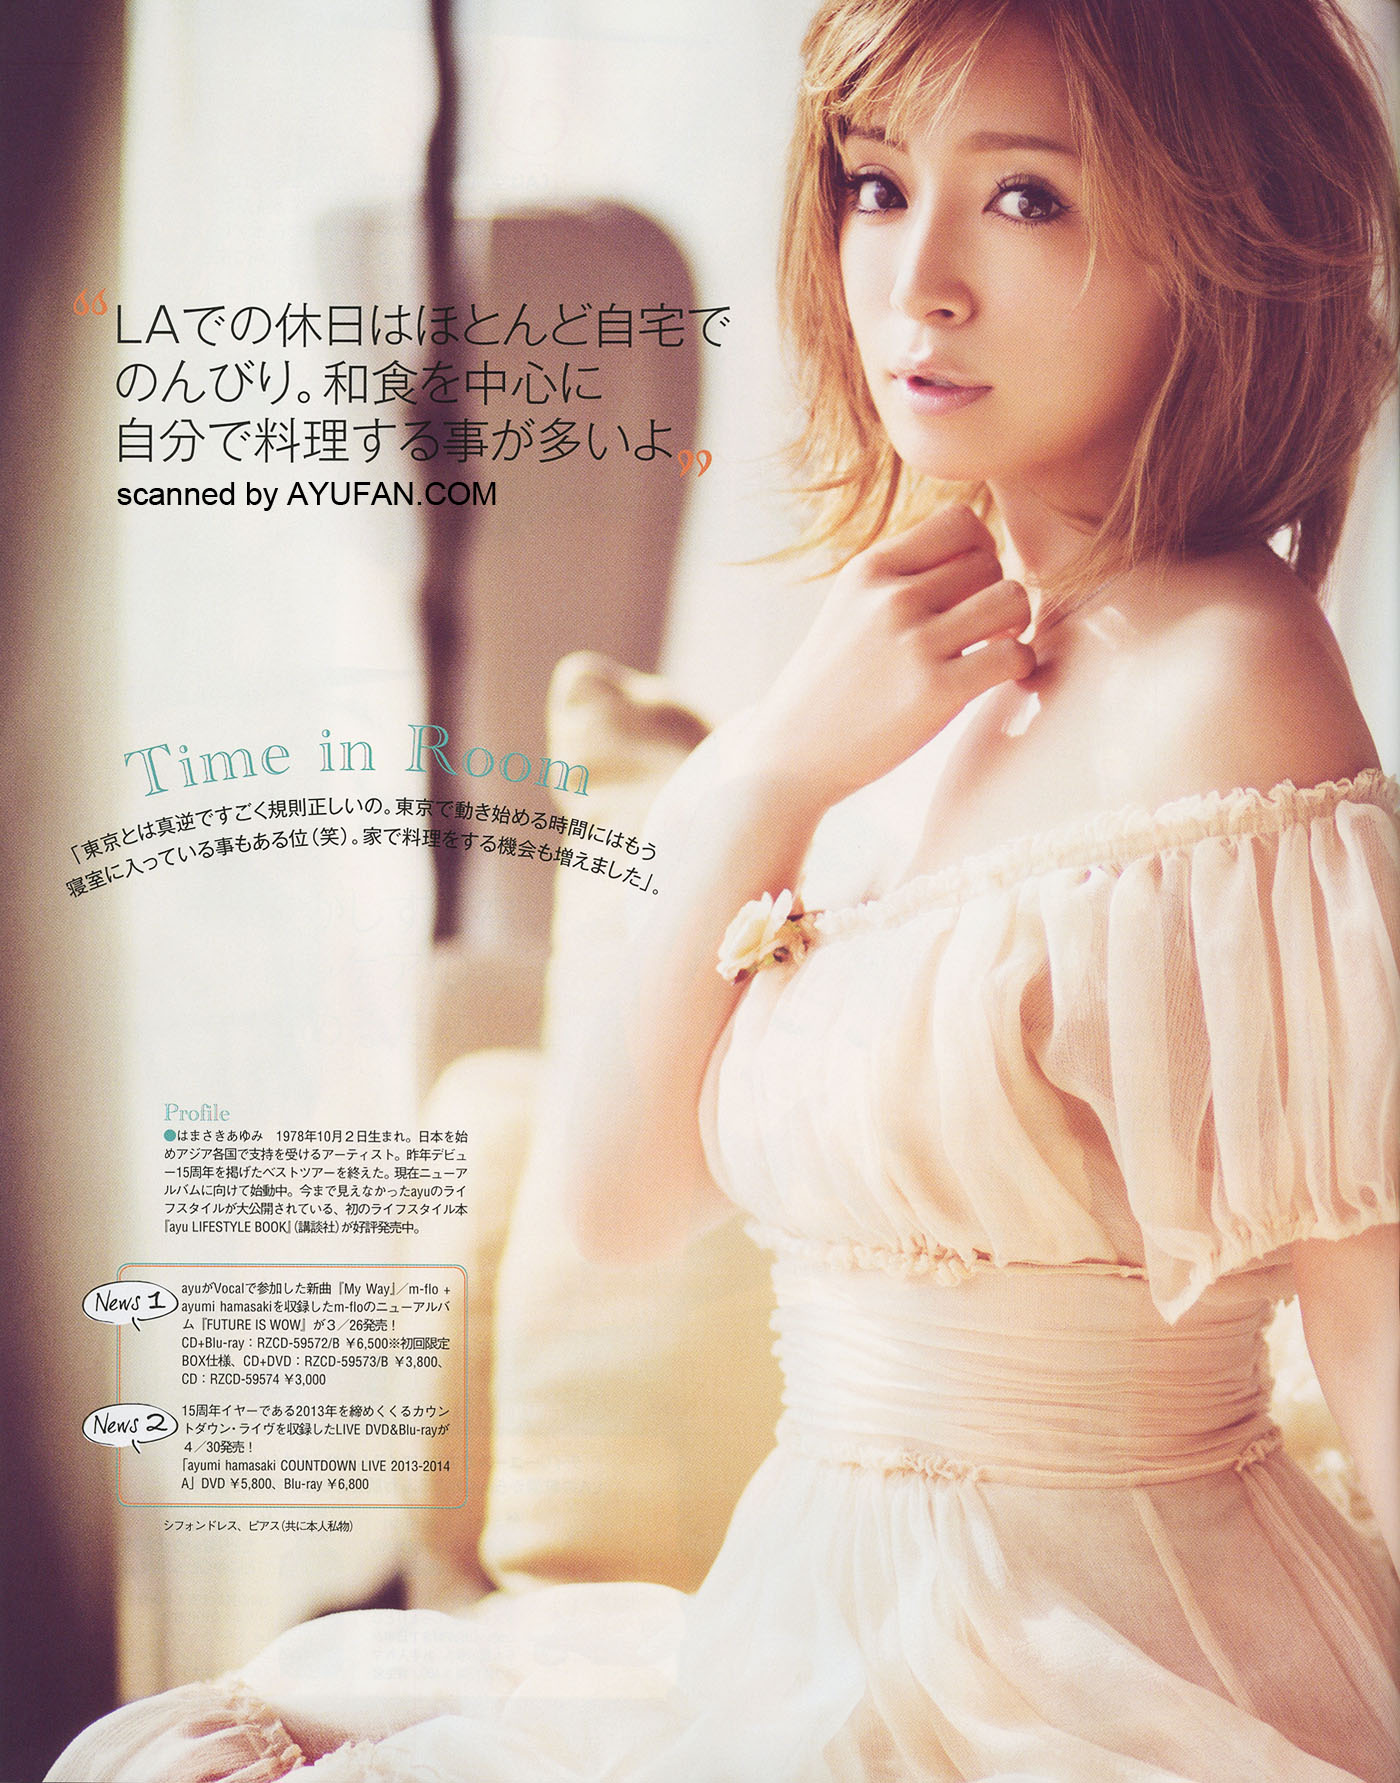 “LAでの休日はほとんど自宅で
のんびり。和食を中心に
自分で料理する事が多いよ”
scanned by AYUFAN.COM
Time in Room
「東京とは真逆ですごく規則正しいの。東京で動き始める時間にはもう
寝室に入っている事もある位（笑）。家で料理をする機会も増えました」。
Profile
●はまさきあゆみ　1978年10月2日生まれ。日本を始
めアジア各国で支持を受けるアーティスト。昨年デビュ
ー15周年を掲げたベストツアーを終えた。現在ニューア
ルバムに向けて始動中。今まで見えなかったayuのライ
フスタイルが大公開されている、初のライフスタイル本
『ayu LIFESTYLE BOOK』（講談社）が好評発売中。
News 1
ayuがVocalで参加した新曲『My Way』／m-flo +
ayumi hamasakiを収録したm-floのニューアルバ
ム『FUTURE IS WOW』が3／26発売！
CD+Blu-ray：RZCD-59572/B ￥6,500※初回限定
BOX仕様、CD+DVD：RZCD-59573/B ￥3,800、
CD：RZCD-59574 ￥3,000
News 2
15周年イヤーである2013年を締めくくるカウン
トダウン・ライヴを収録したLIVE DVD&Blu-rayが
4／30発売！
「ayumi hamasaki COUNTDOWN LIVE 2013-2014
A」DVD ￥5,800、Blu-ray ￥6,800
シフォンドレス、ピアス（共に本人私物）